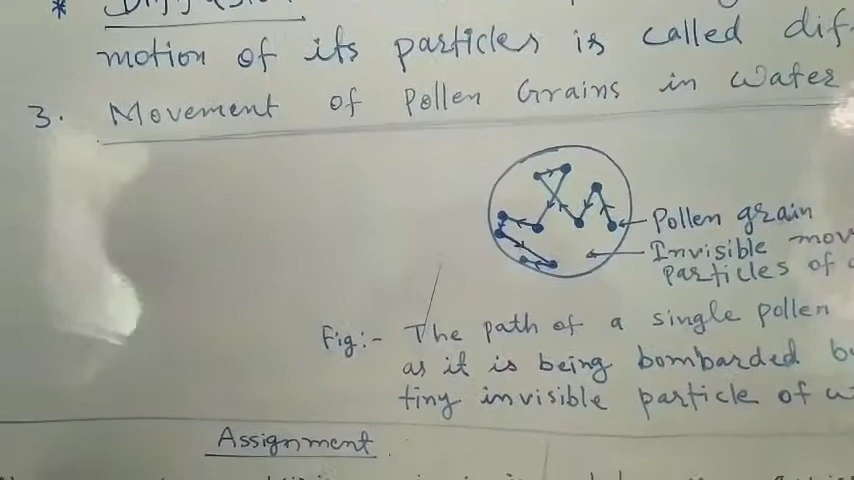 *
motion of its particles is called dif
3. Movement of Pollen Grains in Water
Pollen grain
Invisible mov
particles of
Fig:- The path of a single pollen
as it is being bombarded b
tiny invisible particle of w
Assignment